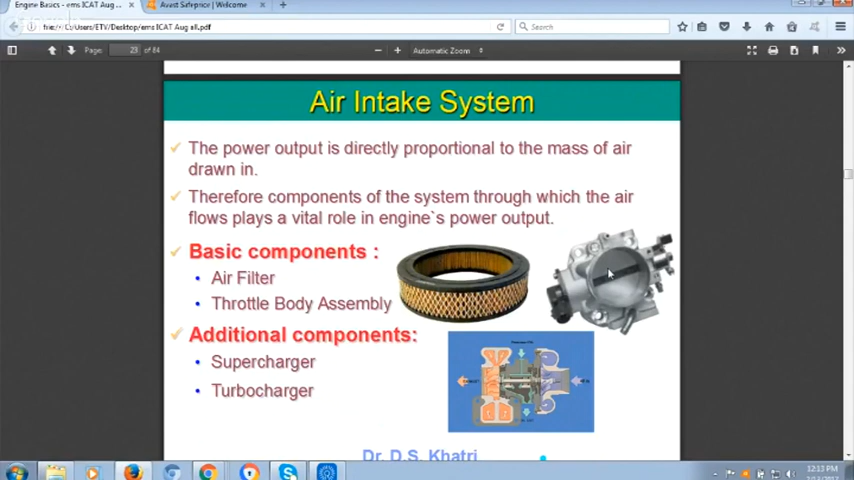 Engine Basics - ems ICAT Aug ...
Avast Safeprice | Welcome
file:///C:/Users/ETV/Desktop/ems ICAT Aug all.pdf
Search
Page: 23 of 84
Automatic Zoom
Air Intake System
The power output is directly proportional to the mass of air
drawn in.
Therefore components of the system through which the air
flows plays a vital role in engine`s power output.
Basic components :
Air Filter
Throttle Body Assembly
Additional components:
Supercharger
Turbocharger
Dr. D.S. Khatri
12:13 PM